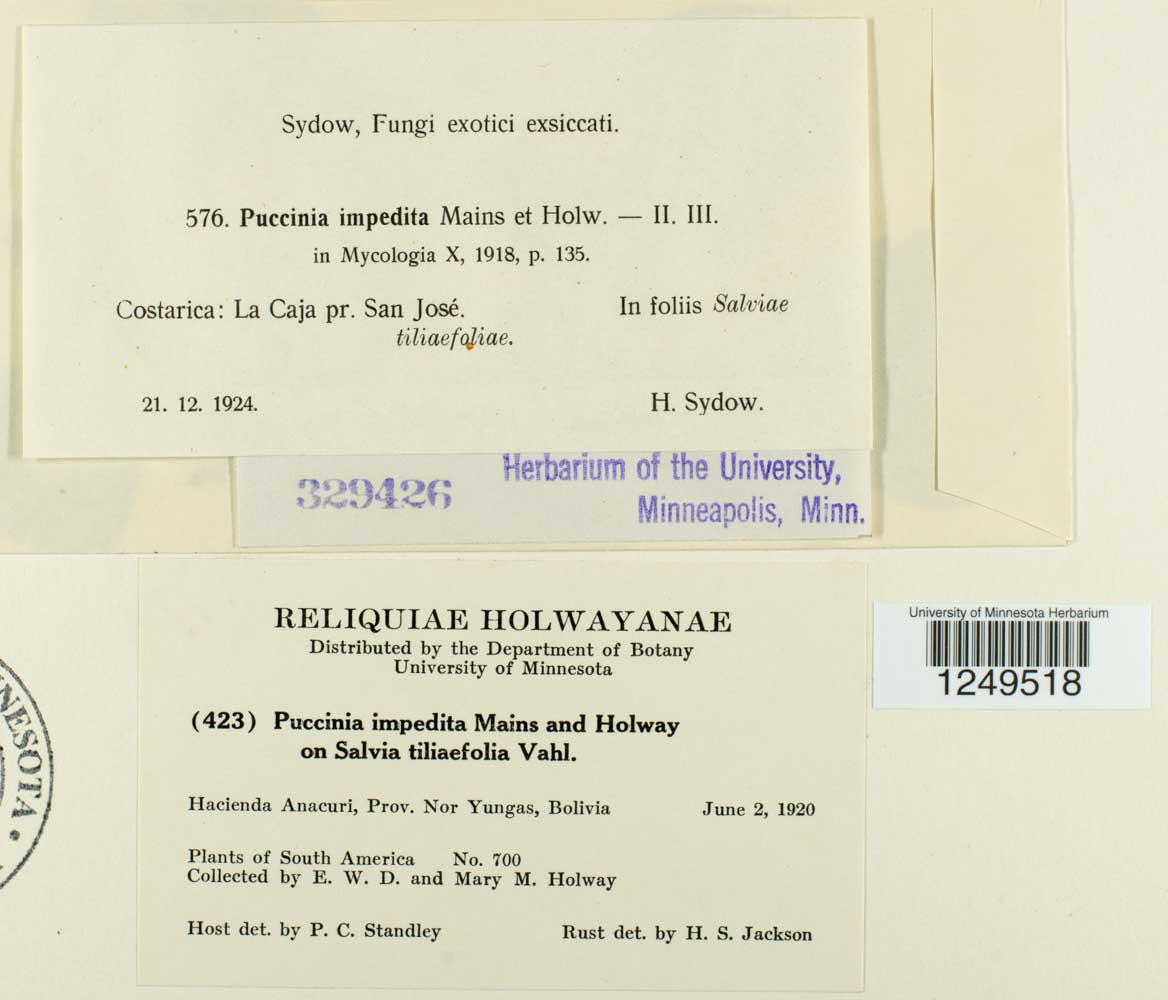 Sydow, Fungi exotici exsiccati.
576. Puccinia impedita Mains et Holw. — II. III.
in Mycologia X, 1918, p. 135.
Costarica: La Caja pr. San José. In foliis Salviae
tiliaefoliae.
21. 12. 1924. H. Sydow.
329426
Herbarium of the University,
Minneapolis, Minn.
RELIQUIAE HOLWAYANAE
Distributed by the Department of Botany
University of Minnesota
(423) Puccinia impedita Mains and Holway
on Salvia tiliaefolia Vahl.
Hacienda Anacuri, Prov. Nor Yungas, Bolivia June 2, 1920
Plants of South America No. 700
Collected by E. W. D. and Mary M. Holway
Host det. by P. C. Standley Rust det. by H. S. Jackson
University of Minnesota Herbarium
1249518